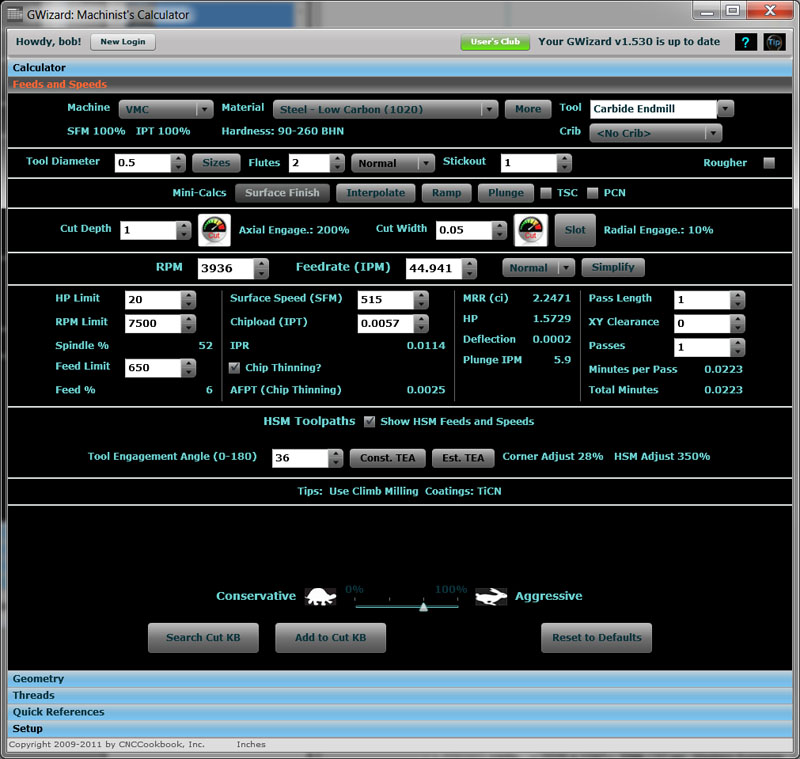 GWizard: Machinist's Calculator
Howdy, bob! New Login User's Club Your GWizard v1.530 is up to date ? Tip
Calculator
Feeds and Speeds
Machine VMC Material Steel - Low Carbon (1020) More Tool Carbide Endmill
SFM 100% IPT 100% Hardness: 90-260 BHN Crib <No Crib>
Tool Diameter 0.5 Sizes Flutes 2 Normal Stickout 1 Rougher
Mini-Calcs Surface Finish Interpolate Ramp Plunge TSC PCN
Cut Depth 1 Cut Axial Engage.: 200% Cut Width 0.05 Cut Slot Radial Engage.: 10%
RPM 3936 Feedrate (IPM) 44.941 Normal Simplify
HP Limit 20 Surface Speed (SFM) 515 MRR (ci) 2.2471 Pass Length 1
RPM Limit 7500 Chipload (IPT) 0.0057 HP 1.5729 XY Clearance 0
Spindle % 52 IPR 0.0114 Deflection 0.0002 Passes 1
Feed Limit 650 Chip Thinning? Plunge IPM 5.9 Minutes per Pass 0.0223
Feed % 6 AFPT (Chip Thinning) 0.0025 Total Minutes 0.0223
HSM Toolpaths Show HSM Feeds and Speeds
Tool Engagement Angle (0-180) 36 Const. TEA Est. TEA Corner Adjust 28% HSM Adjust 350%
Tips: Use Climb Milling Coatings: TiCN
0% 100%
Conservative Aggressive
Search Cut KB Add to Cut KB Reset to Defaults
Geometry
Threads
Quick References
Setup
Copyright 2009-2011 by CNCCookbook, Inc. Inches